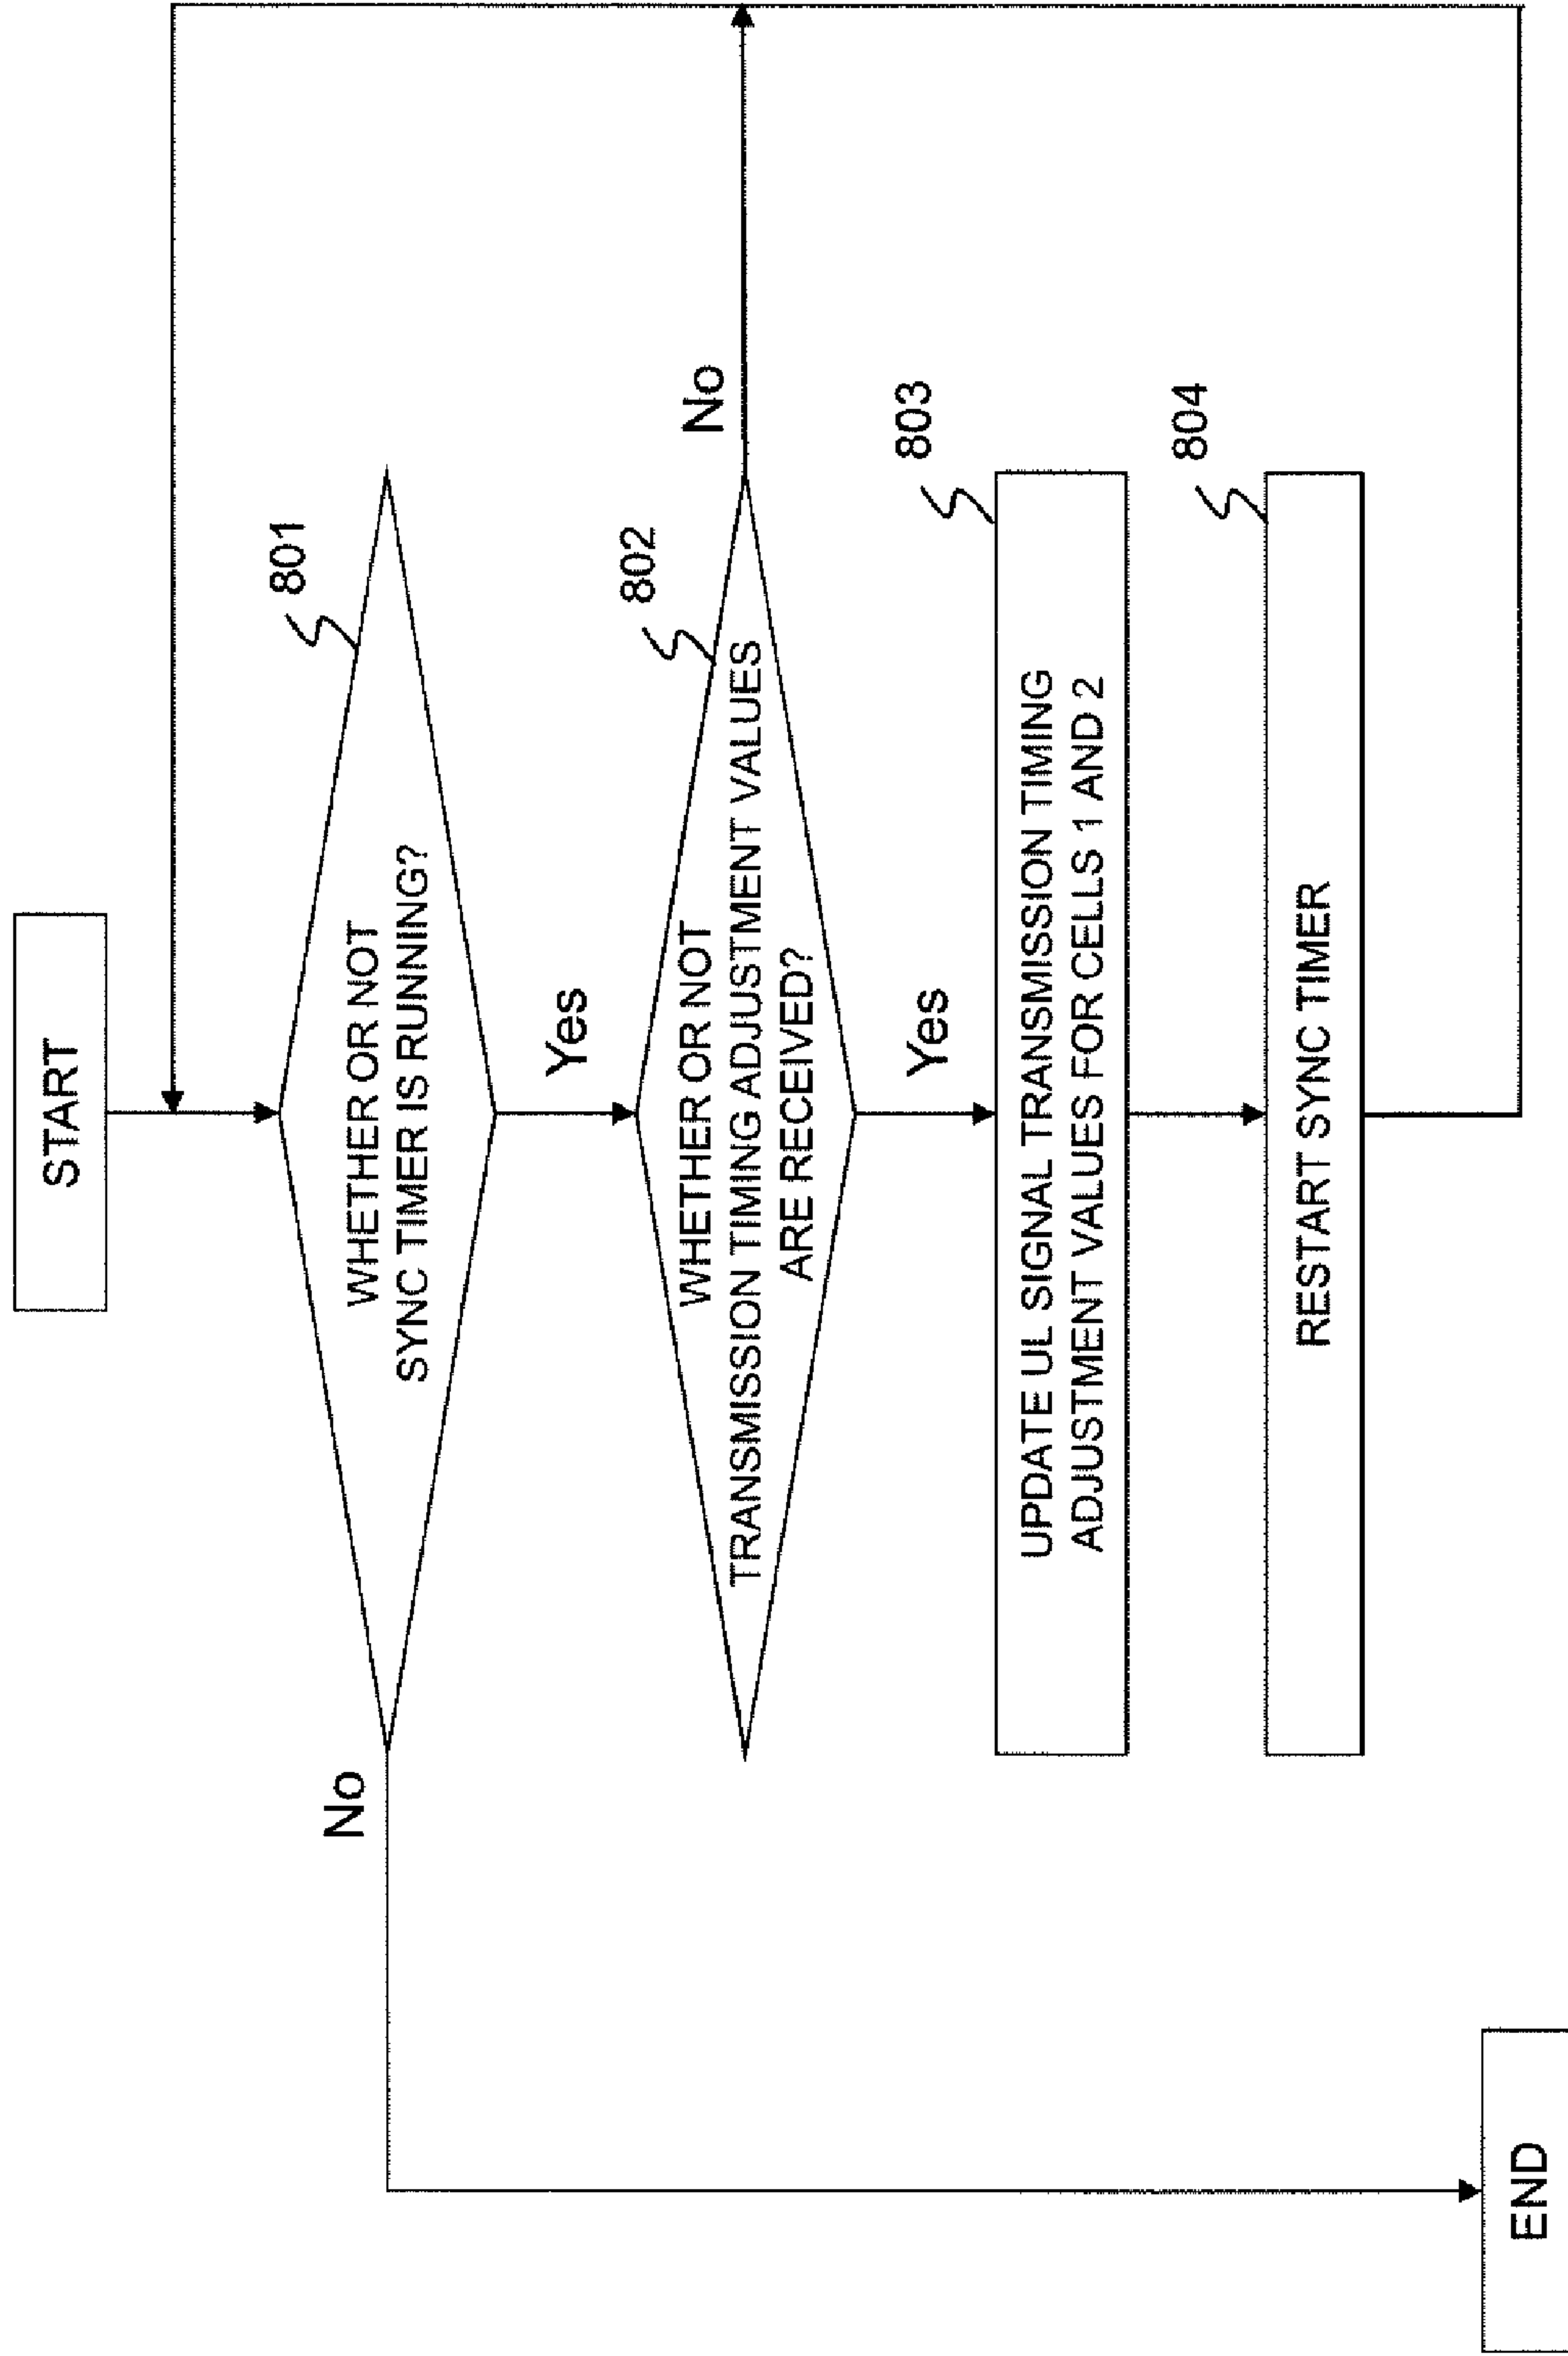 START
801
WHETHER OR NOT
SYNC TIMER IS RUNNING?
No
Yes
802
WHETHER OR NOT
TRANSMISSION TIMING ADJUSTMENT VALUES
ARE RECEIVED?
No
Yes
803
UPDATE UL SIGNAL TRANSMISSION TIMING
ADJUSTMENT VALUES FOR CELLS 1 AND 2
804
RESTART SYNC TIMER
END